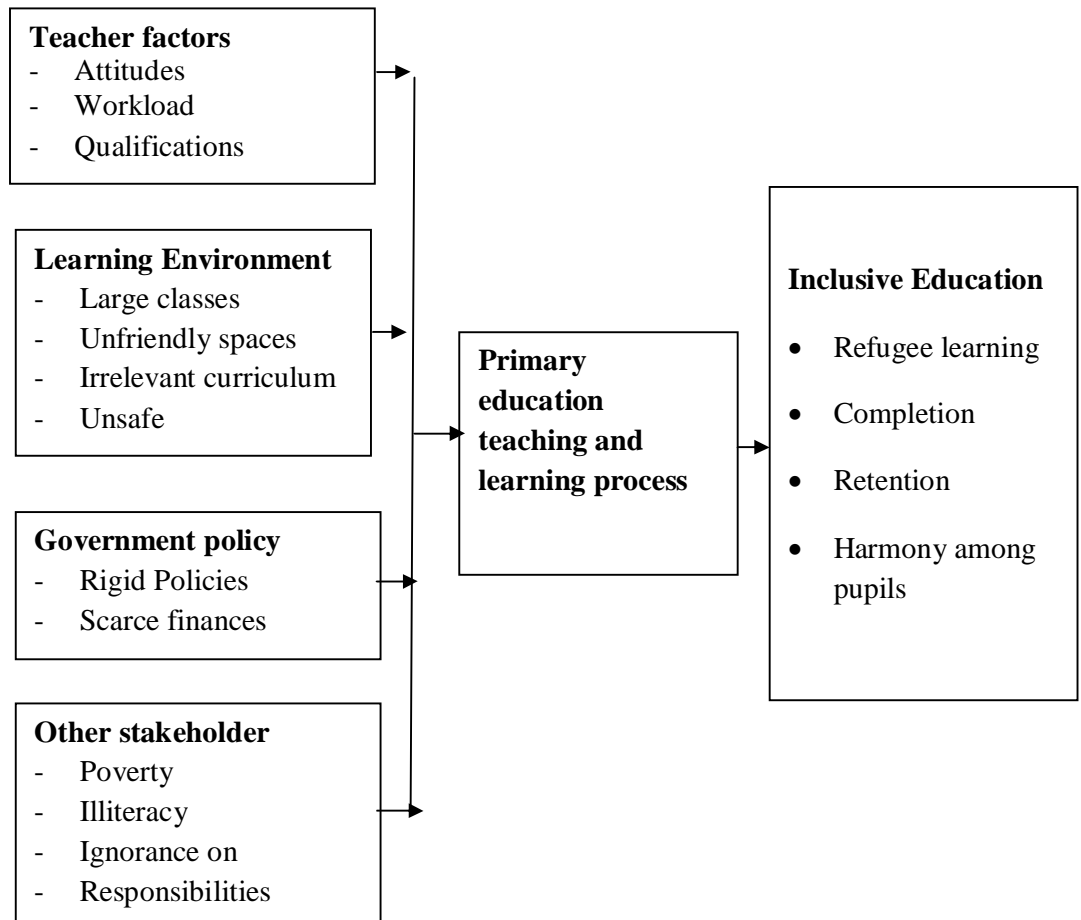 Teacher factors
- Attitudes
- Workload
- Qualifications
Learning Environment
- Large classes
- Unfriendly spaces
- Irrelevant curriculum
- Unsafe
Government policy
- Rigid Policies
- Scarce finances
Other stakeholder
- Poverty
- Illiteracy
- Ignorance on
- Responsibilities
Primary
education
teaching and
learning process
Inclusive Education
• Refugee learning
• Completion
• Retention
• Harmony among
pupils